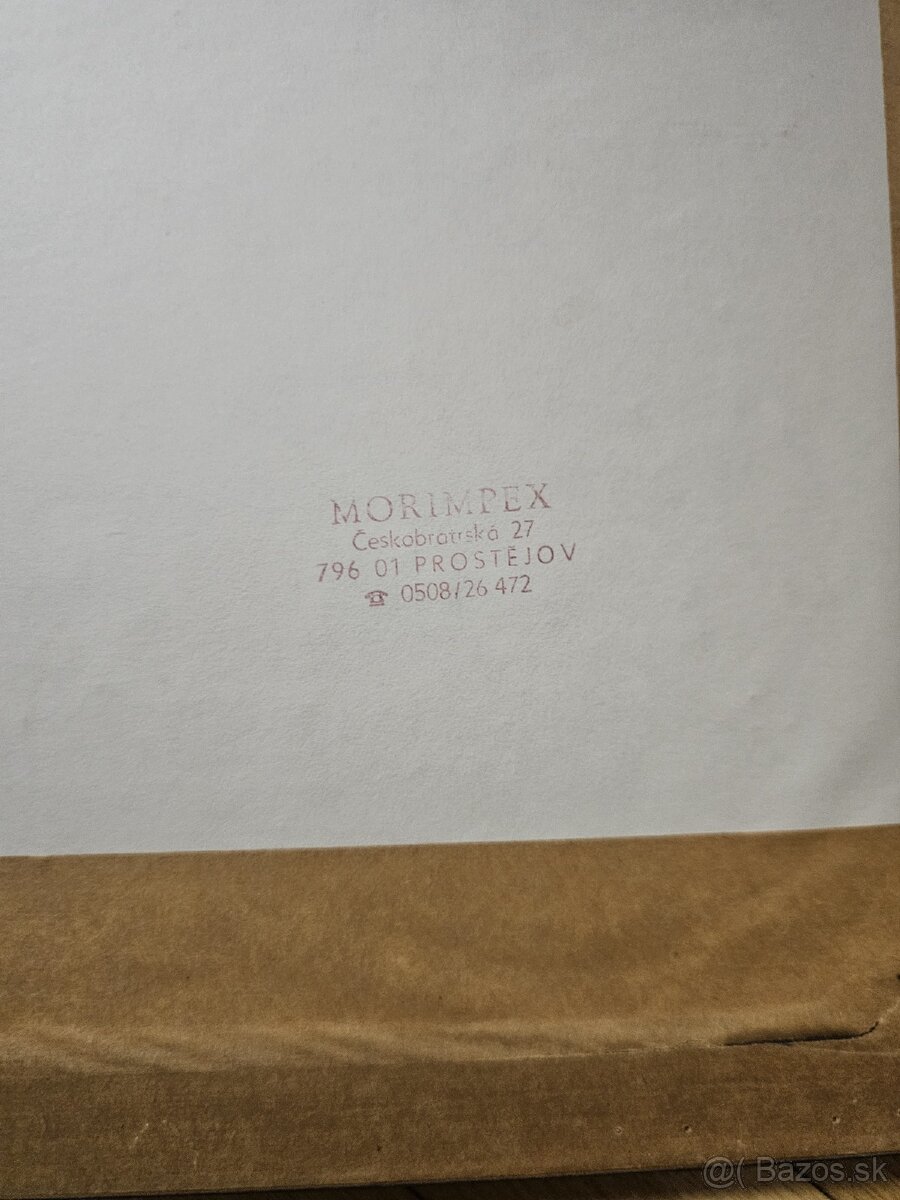 MORIMPEX
Českobratrská 27
796 01 PROSTĚJOV
☎ 0508/26 472
@( Bazos.sk